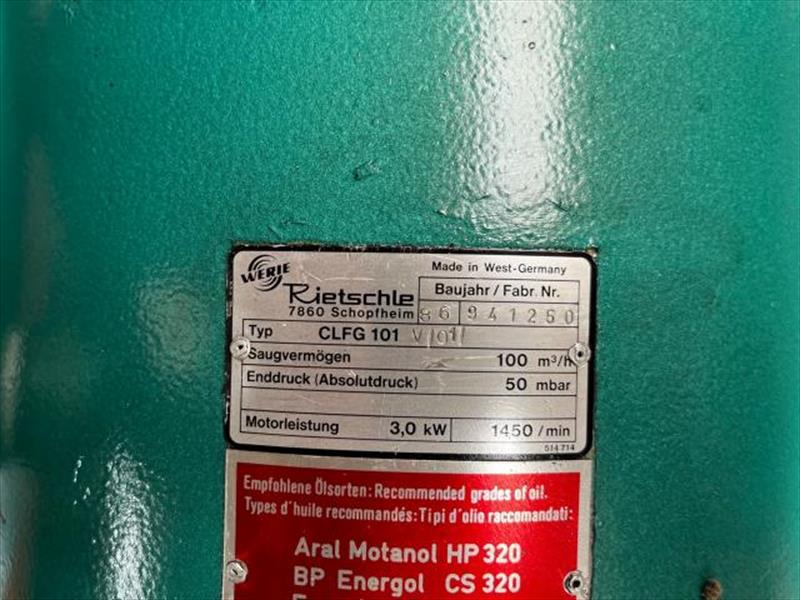 WERIE
Rietschle
7860 Schopfheim
Made in West-Germany
Baujahr / Fabr. Nr.
86 941260
Typ CLFG 101 V
Saugvermögen 100 m³/h
Enddruck (Absolutdruck) 50 mbar
Motorleistung 3,0 kW 1450 /min
514 714
Empfohlene Ölsorten: Recommended grades of oil.
Types d'huile recommandés: Tipi d'olio raccomandati:
Aral Motanol HP 320
BP Energol CS 320